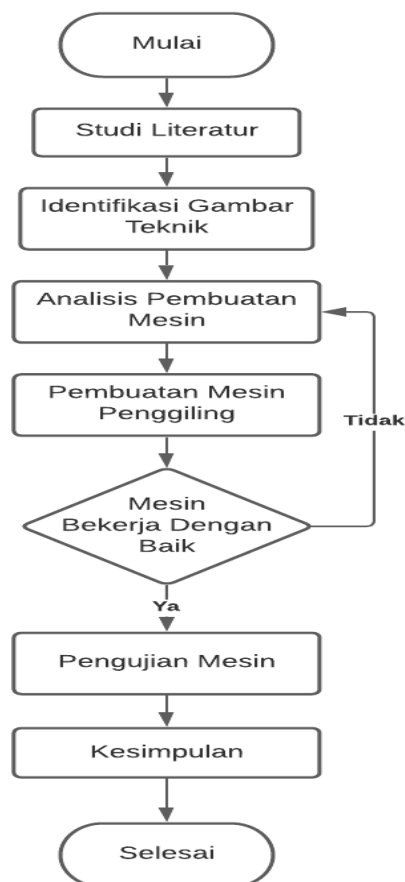 Mulai
Studi Literatur
Identifikasi Gambar
Teknik
Analisis Pembuatan
Mesin
Pembuatan Mesin
Penggiling
Tidak
Mesin
Bekerja Dengan
Baik
Ya
Pengujian Mesin
Kesimpulan
Selesai